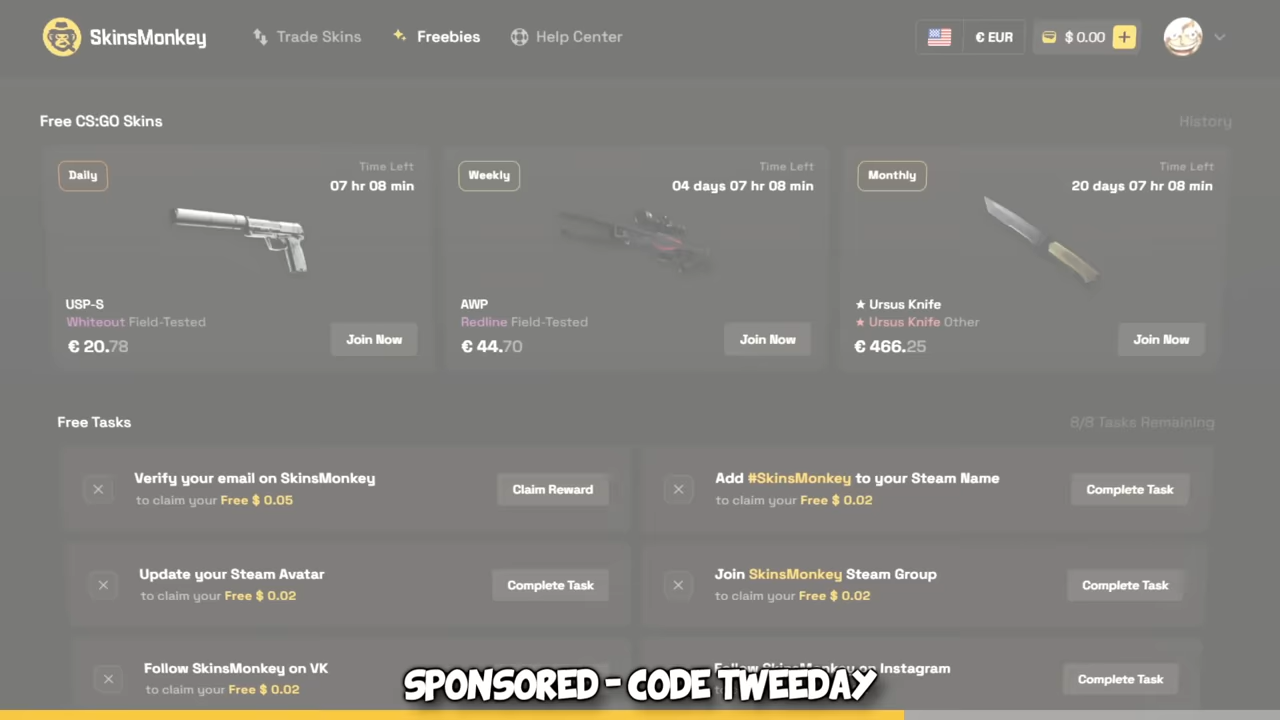 SkinsMonkey
Trade Skins
Freebies
Help Center
€ EUR
$ 0.00
Free CS:GO Skins
History
Daily
Time Left
07 hr 08 min
USP-S
Whiteout Field-Tested
€ 20.78
Join Now
Weekly
Time Left
04 days 07 hr 08 min
AWP
Redline Field-Tested
€ 44.70
Join Now
Monthly
Time Left
20 days 07 hr 08 min
★ Ursus Knife
★ Ursus Knife Other
€ 466.25
Join Now
Free Tasks
8/8 Tasks Remaining
Verify your email on SkinsMonkey
to claim your Free $ 0.05
Claim Reward
Add #SkinsMonkey to your Steam Name
to claim your Free $ 0.02
Complete Task
Update your Steam Avatar
to claim your Free $ 0.02
Complete Task
Join SkinsMonkey Steam Group
to claim your Free $ 0.02
Complete Task
Follow SkinsMonkey on VK
to claim your Free $ 0.02
Follow SkinsMonkey on Instagram
Complete Task
SPONSORED - CODE TWEEDAY